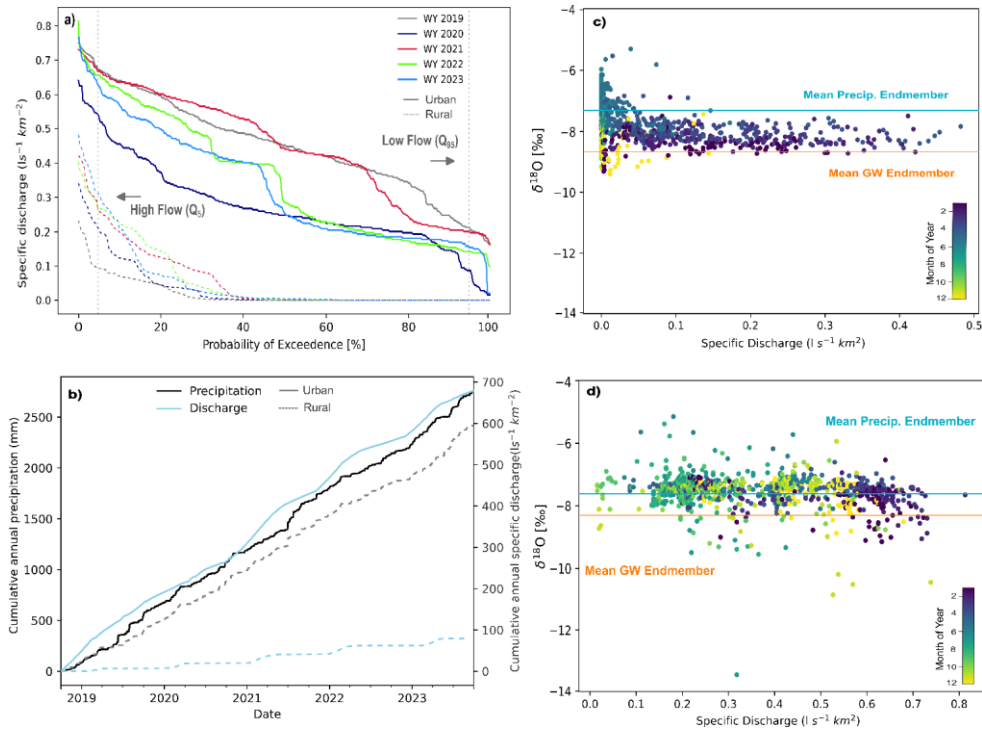 a)
WY 2019
WY 2020
WY 2021
WY 2022
WY 2023
Urban
Rural
Low Flow (Q95)
High Flow (Q5)
Specific discharge (ls⁻¹ km⁻²)
0.8
0.7
0.6
0.5
0.4
0.3
0.2
0.1
0.0
0 20 40 60 80 100
Probability of Exceedence [%]
c)
Mean Precip. Endmember
Mean GW Endmember
δ¹⁸O [‰]
−4
−6
−8
−10
−12
−14
Month of Year
2
4
6
8
10
12
0.0 0.1 0.2 0.3 0.4 0.5
Specific Discharge (l s⁻¹ km²)
b)
Precipitation
Discharge
Urban
Rural
Cumulative annual precipitation (mm)
2500
2000
1500
1000
500
0
Cumulative annual specific discharge(ls⁻¹ km⁻²)
700
600
500
400
300
200
100
0
2019 2020 2021 2022 2023
Date
d)
Mean Precip. Endmember
Mean GW Endmember
δ¹⁸O [‰]
−4
−6
−8
−10
−12
−14
Month of Year
2
4
6
8
10
12
0.0 0.1 0.2 0.3 0.4 0.5 0.6 0.7 0.8
Specific Discharge (l s⁻¹ km²)